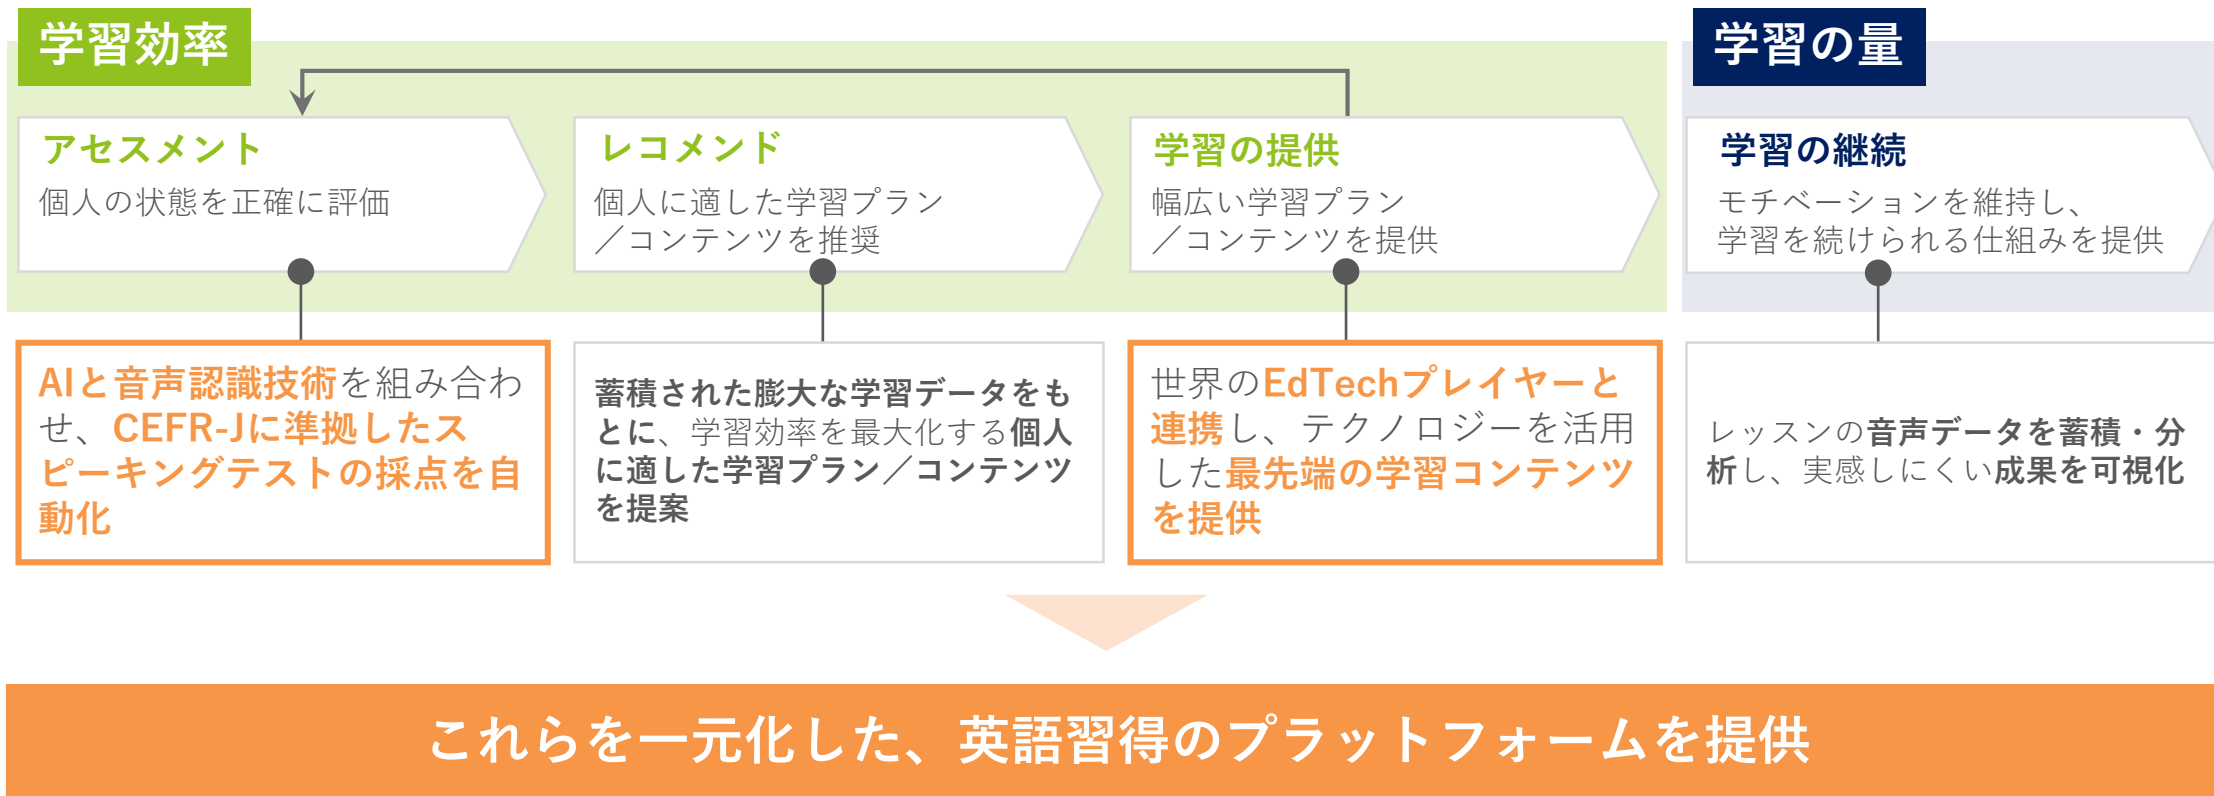 学習効率
学習の量
アセスメント
個人の状態を正確に評価
レコメンド
個人に適した学習プラン
／コンテンツを推奨
学習の提供
幅広い学習プラン
／コンテンツを提供
学習の継続
モチベーションを維持し、
学習を続けられる仕組みを提供
AIと音声認識技術を組み合わ
せ、CEFR-Jに準拠したス
ピーキングテストの採点を自
動化
蓄積された膨大な学習データをも
とに、学習効率を最大化する個人
に適した学習プラン／コンテンツ
を提案
世界のEdTechプレイヤーと
連携し、テクノロジーを活用
した最先端の学習コンテンツ
を提供
レッスンの音声データを蓄積・分
析し、実感しにくい成果を可視化
これらを一元化した、英語習得のプラットフォームを提供